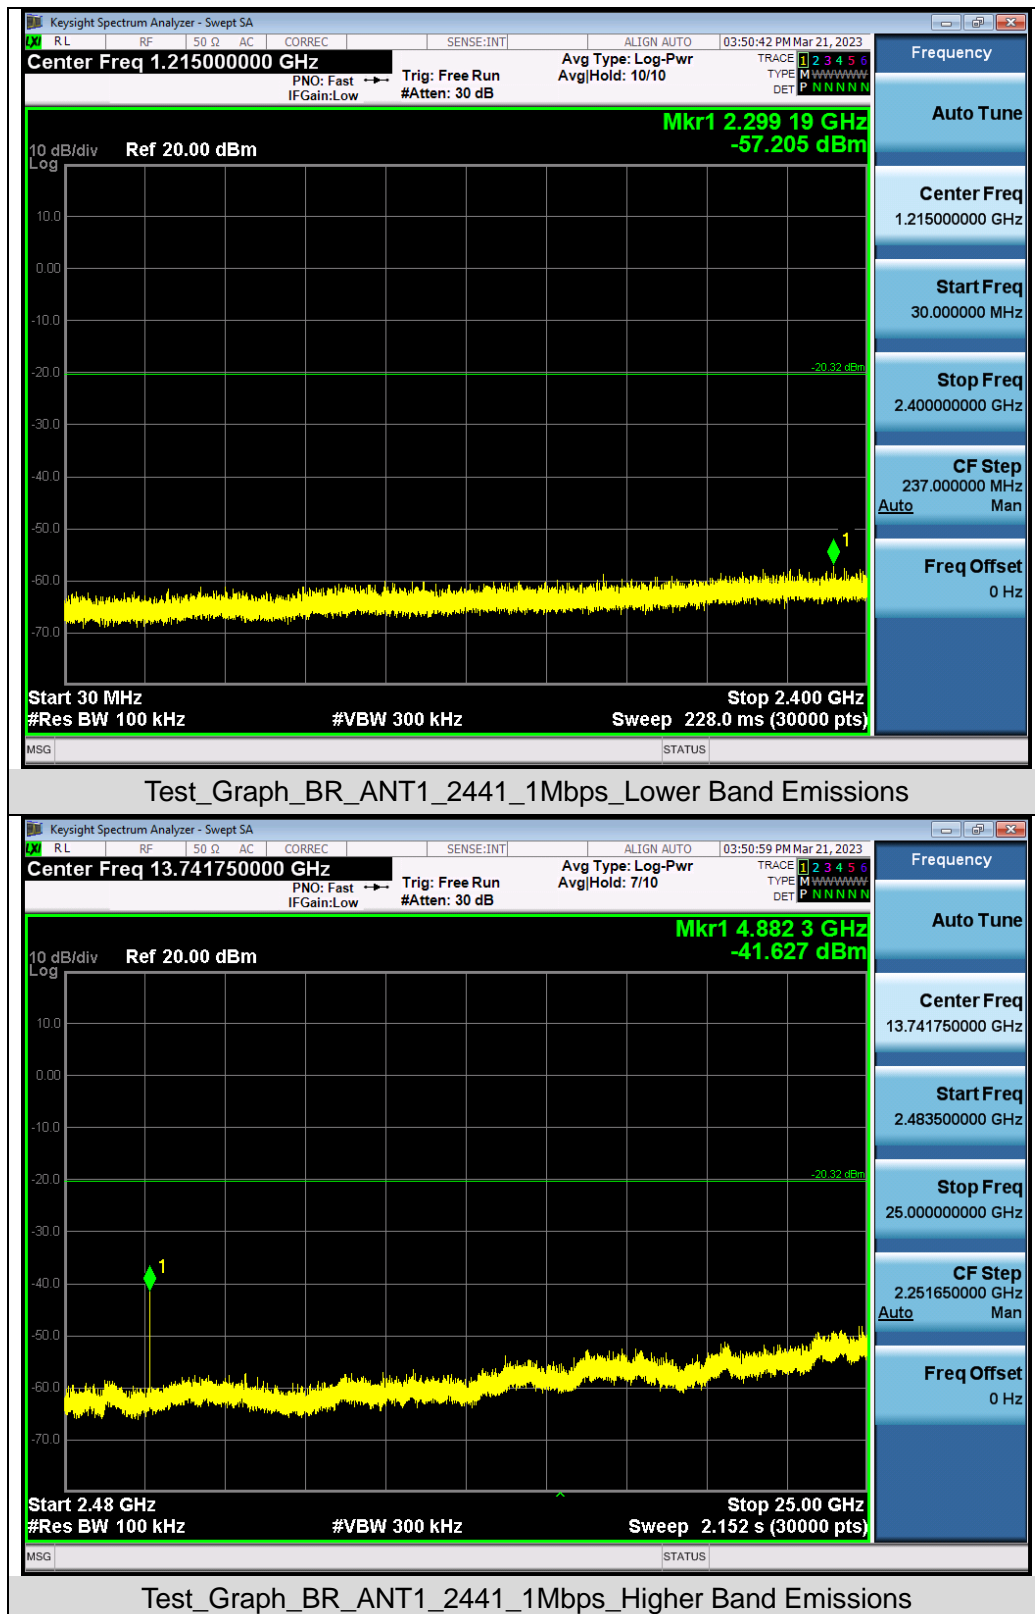 Keysight Spectrum Analyzer - Swept SA
LXI RL RF 50 Ω AC CORREC SENSE:INT ALIGN AUTO 03:50:42 PM Mar 21, 2023
Center Freq 1.215000000 GHz
PNO: Fast
IFGain:Low
Trig: Free Run
#Atten: 30 dB
Avg Type: Log-Pwr
Avg|Hold: 10/10
TRACE 1 2 3 4 5 6
TYPE M W W W W W
DET P N N N N N
Mkr1 2.299 19 GHz
-57.205 dBm
10 dB/div Ref 20.00 dBm
Log
10.0
0.00
-10.0
-20.0
-20.32 dBm
-30.0
-40.0
-50.0
1
-60.0
-70.0
Start 30 MHz Stop 2.400 GHz
#Res BW 100 kHz #VBW 300 kHz Sweep 228.0 ms (30000 pts)
MSG STATUS
Frequency
Auto Tune
Center Freq
1.215000000 GHz
Start Freq
30.000000 MHz
Stop Freq
2.400000000 GHz
CF Step
237.000000 MHz
Auto Man
Freq Offset
0 Hz
Test_Graph_BR_ANT1_2441_1Mbps_Lower Band Emissions
Keysight Spectrum Analyzer - Swept SA
LXI RL RF 50 Ω AC CORREC SENSE:INT ALIGN AUTO 03:50:59 PM Mar 21, 2023
Center Freq 13.741750000 GHz
PNO: Fast
IFGain:Low
Trig: Free Run
#Atten: 30 dB
Avg Type: Log-Pwr
Avg|Hold: 7/10
TRACE 1 2 3 4 5 6
TYPE M W W W W W
DET P N N N N N
Mkr1 4.882 3 GHz
-41.627 dBm
10 dB/div Ref 20.00 dBm
Log
10.0
0.00
-10.0
-20.0
-20.32 dBm
-30.0
1
-40.0
-50.0
-60.0
-70.0
Start 2.48 GHz Stop 25.00 GHz
#Res BW 100 kHz #VBW 300 kHz Sweep 2.152 s (30000 pts)
MSG STATUS
Frequency
Auto Tune
Center Freq
13.741750000 GHz
Start Freq
2.483500000 GHz
Stop Freq
25.000000000 GHz
CF Step
2.251650000 GHz
Auto Man
Freq Offset
0 Hz
Test_Graph_BR_ANT1_2441_1Mbps_Higher Band Emissions